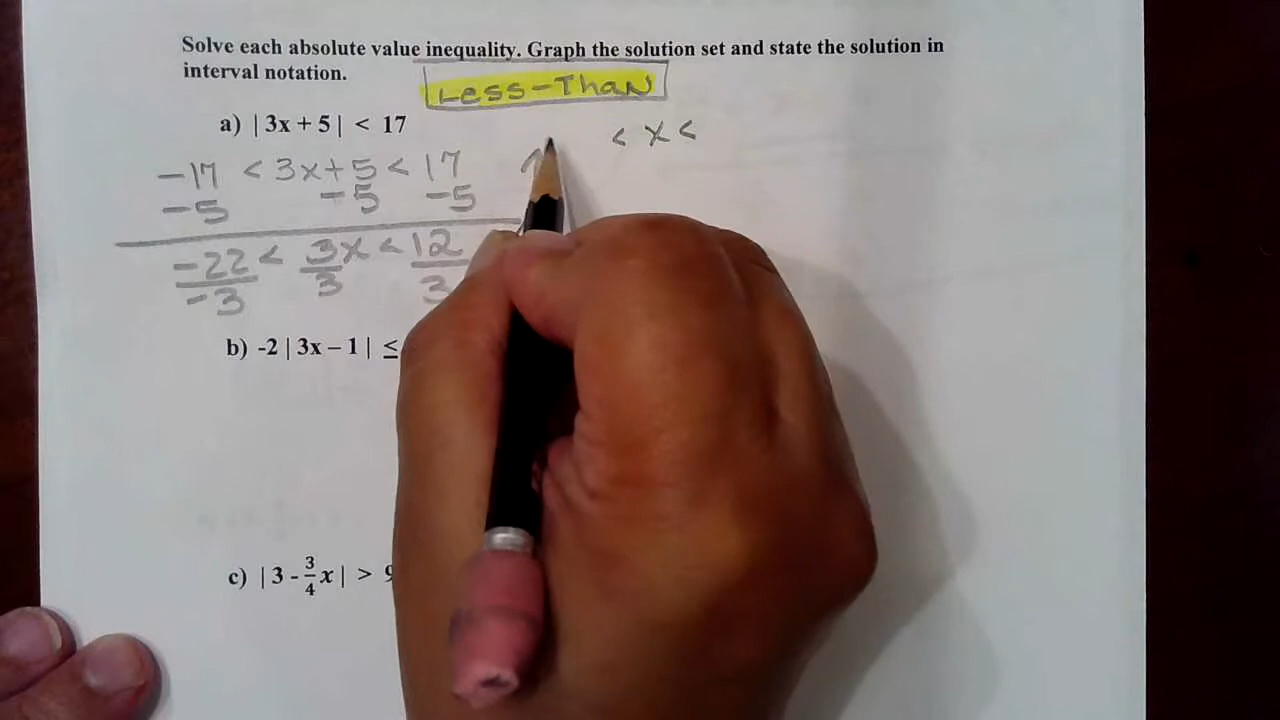 Solve each absolute value inequality. Graph the solution set and state the solution in
interval notation.
Less-Than
a) | 3x + 5 | < 17
< x <
-17 < 3x+5 < 17
-5 -5 -5
-22 < 3x < 12
-3 3 3
b) -2 | 3x – 1 | ≤
c) | 3 - 3/4 x | >